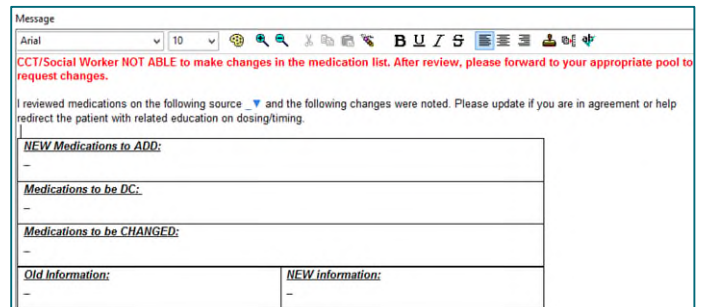 Message
Arial 10 B U I S
CCT/Social Worker NOT ABLE to make changes in the medication list. After review, please forward to your appropriate pool to
request changes.
I reviewed medications on the following source _ and the following changes were noted. Please update if you are in agreement or help
redirect the patient with related education on dosing/timing.
NEW Medications to ADD:
_
Medications to be DC:
_
Medications to be CHANGED:
_
Old Information: NEW information:
_ _